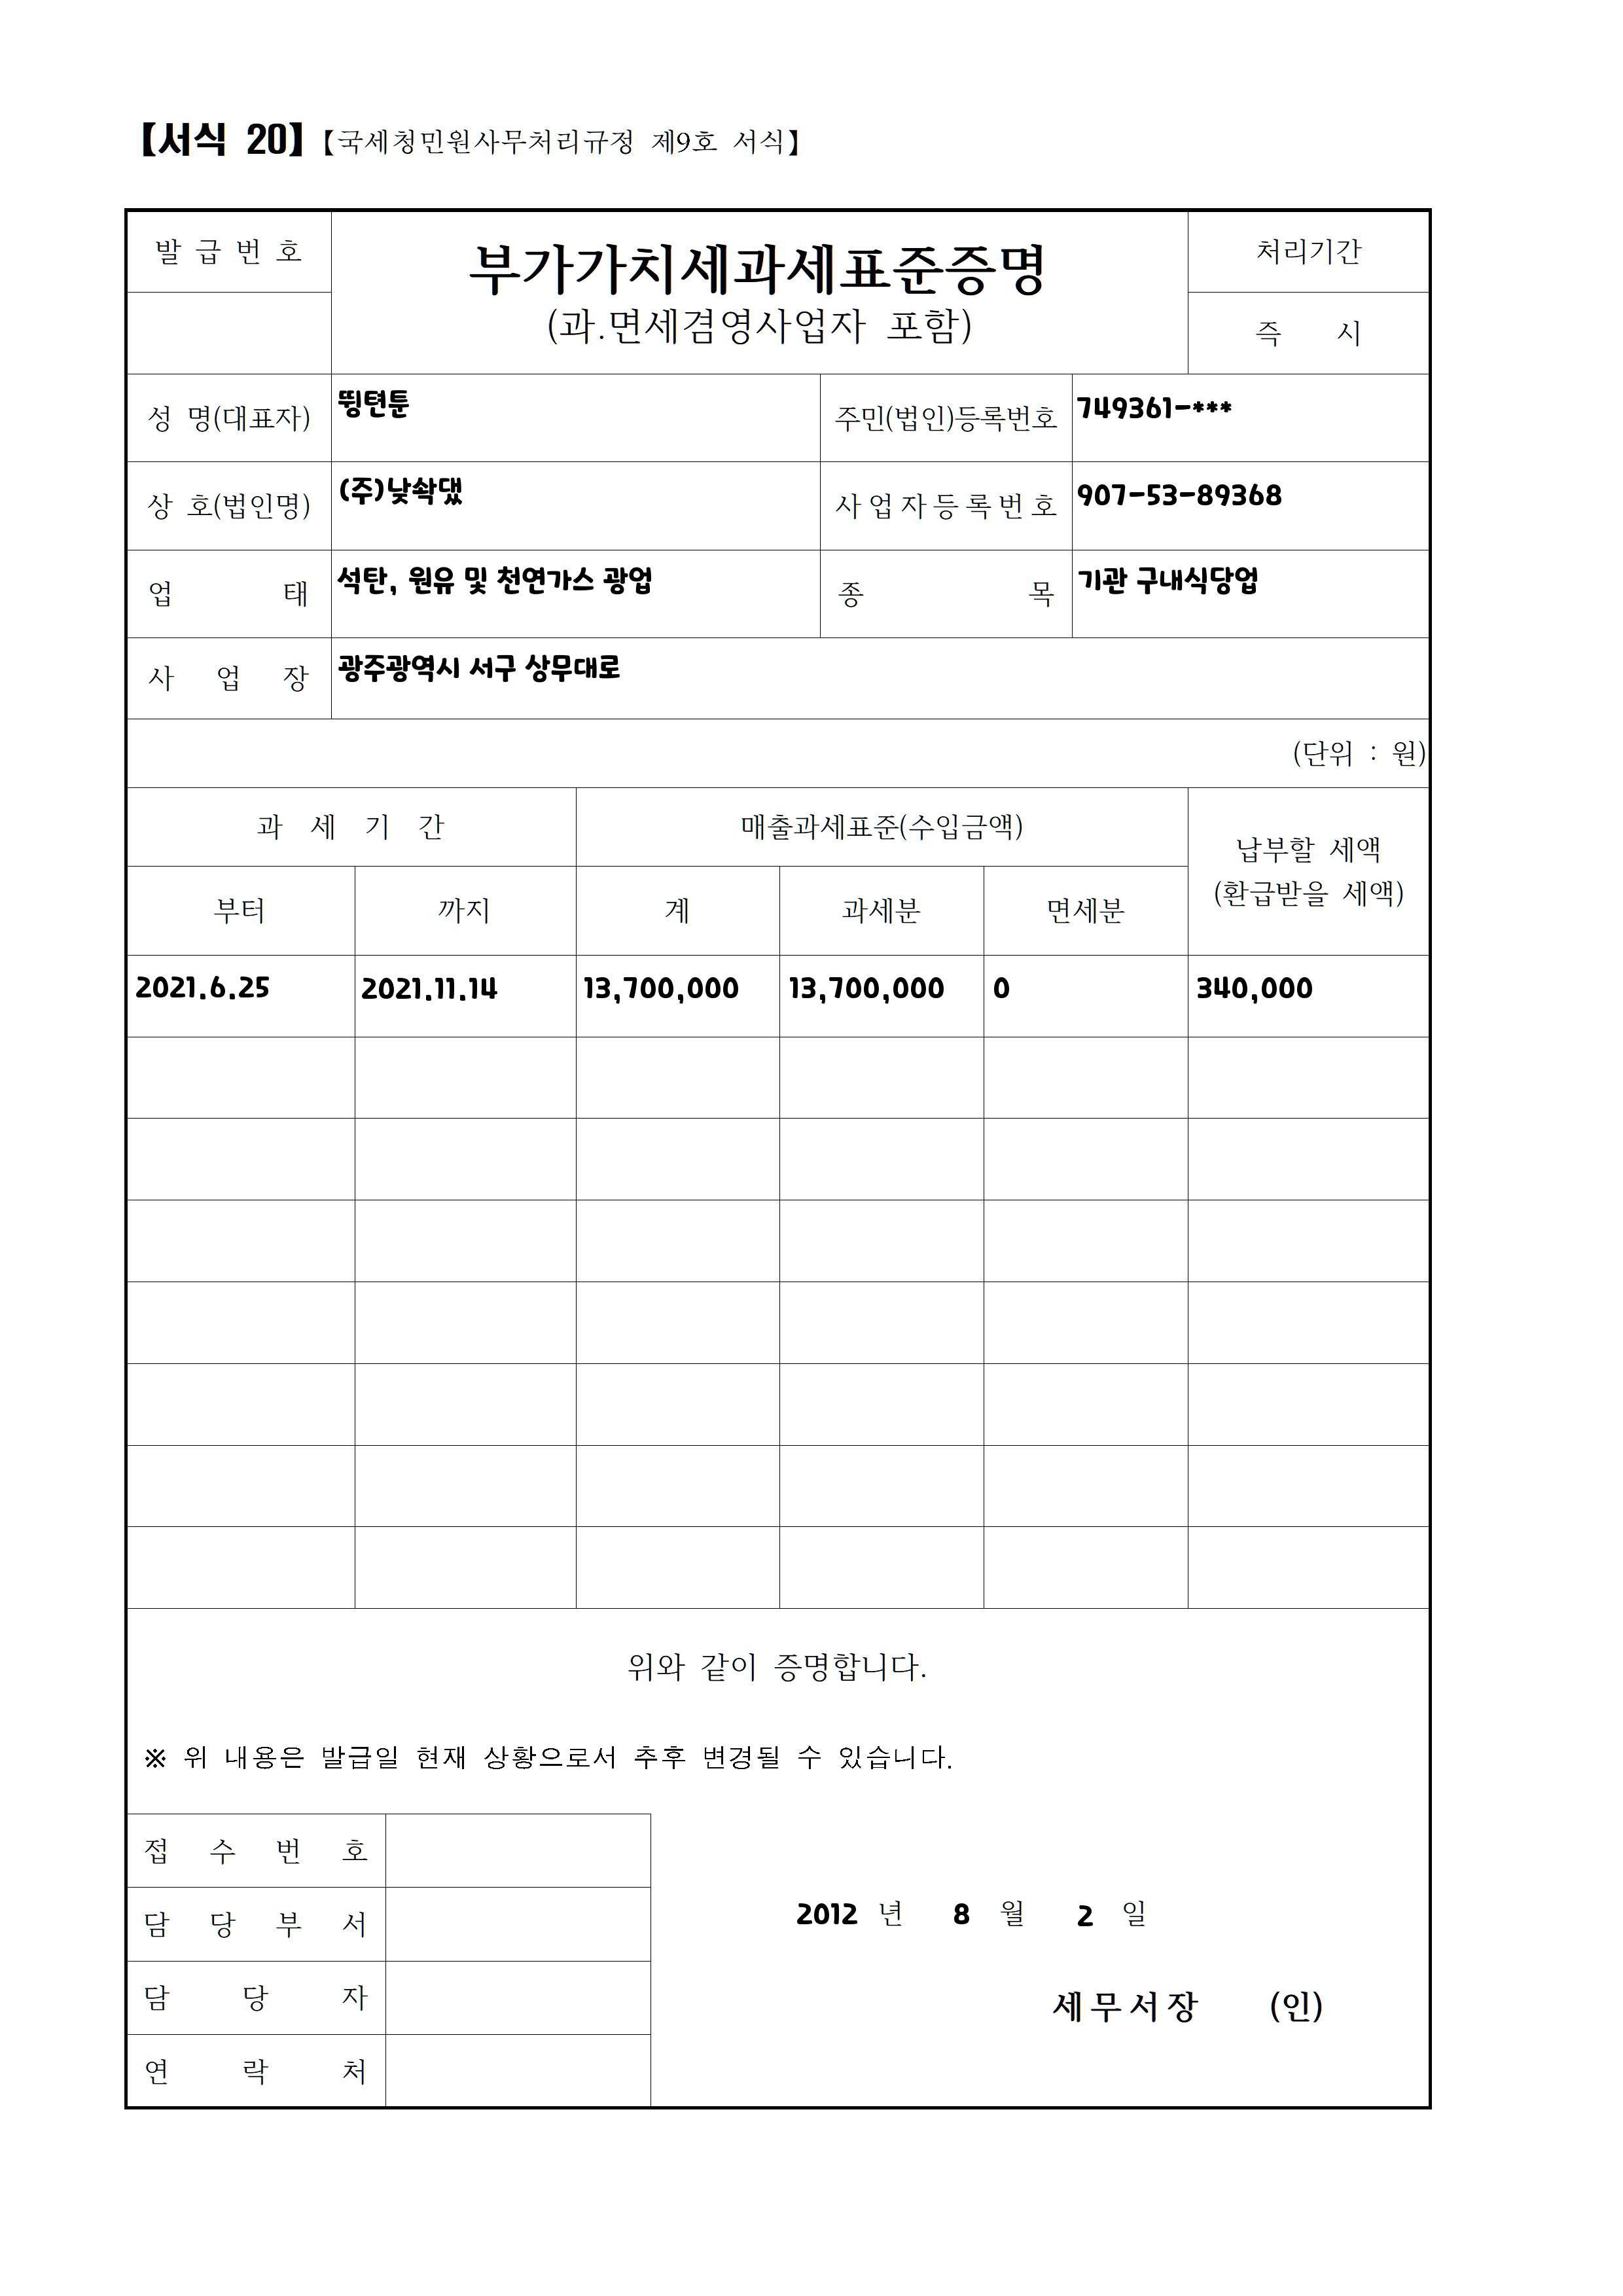 【서식 20】【국세청민원사무처리규정 제9호 서식】
발 급 번 호
부가가치세과세표준증명
(과.면세겸영사업자 포함)
처리기간
즉 시
성 명(대표자) 뛍텬툰 주민(법인)등록번호 749361-***
상 호(법인명) (주)낮솩댔 사업자등록번호 907-53-89368
업 태 석탄, 원유 및 천연가스 광업 종 목 기관 구내식당업
사 업 장 광주광역시 서구 상무대로
(단위 : 원)
과 세 기 간 매출과세표준(수입금액) 납부할 세액
(환급받을 세액)
부터 까지 계 과세분 면세분
2021.6.25 2021.11.14 13,700,000 13,700,000 0 340,000
위와 같이 증명합니다.
※ 위 내용은 발급일 현재 상황으로서 추후 변경될 수 있습니다.
접 수 번 호
담 당 부 서
2012 년 8 월 2 일
담 당 자
세무서장 (인)
연 락 처